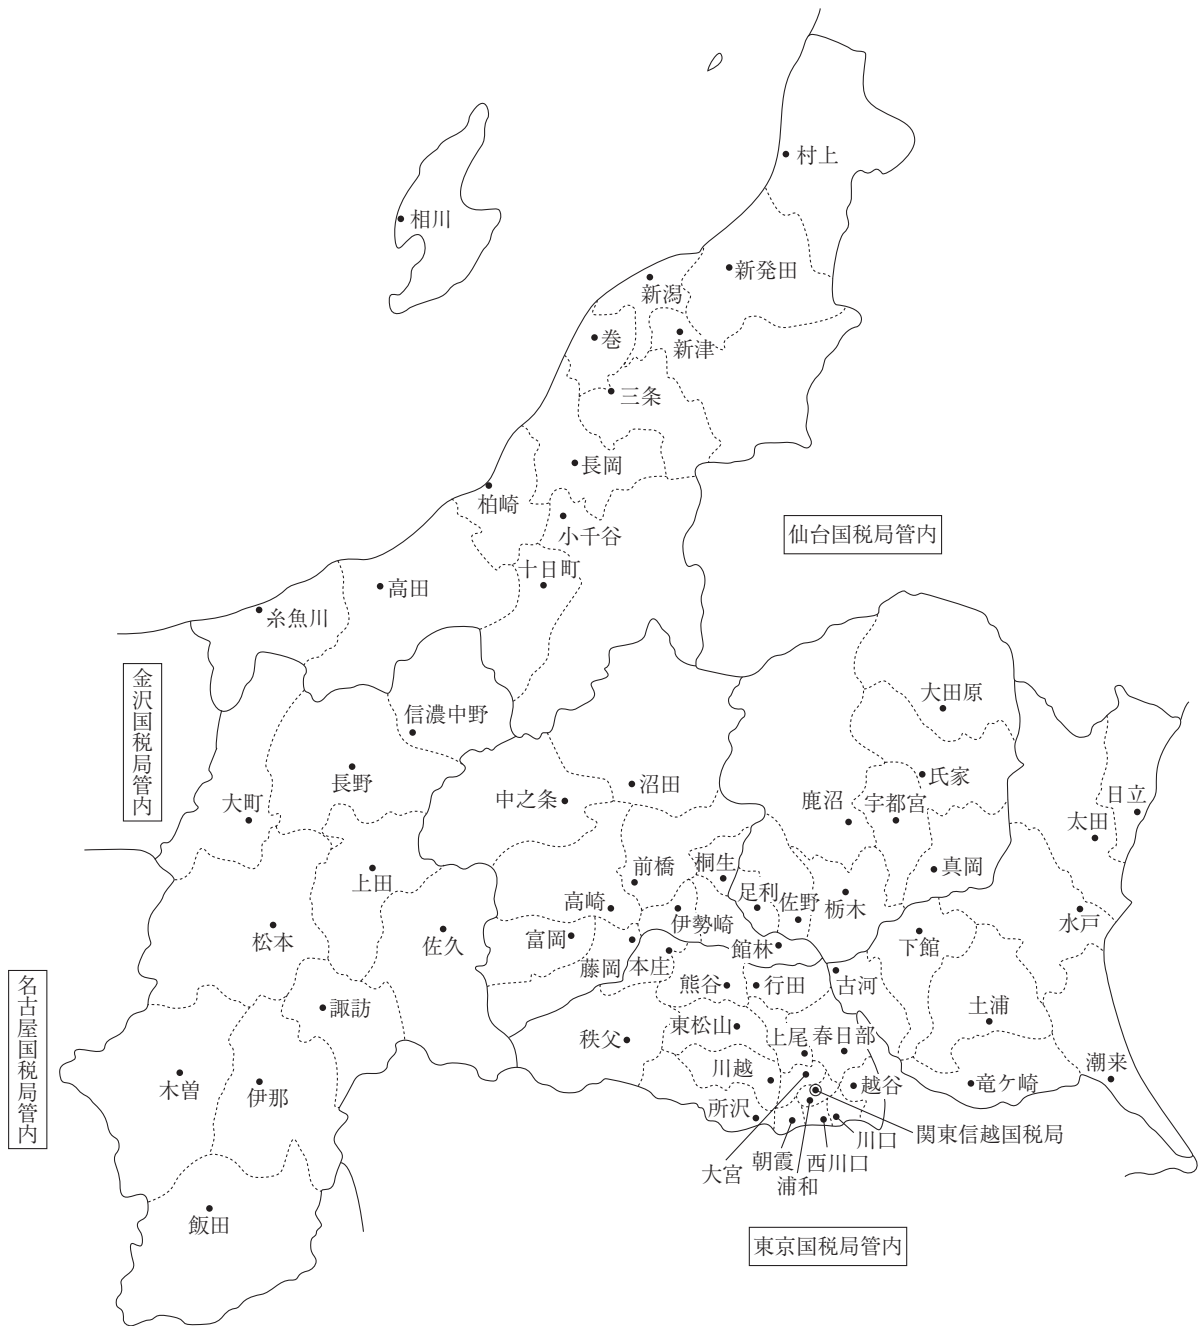 村上
相川
新発田
新潟
巻
新津
三条
長岡
柏崎
小千谷
仙台国税局管内
十日町
高田
糸魚川
金沢国税局管内
信濃中野
大田原
長野
中之条
沼田
氏家
大町
鹿沼
宇都宮
日立
太田
上田
前橋
桐生
真岡
高崎
足利
佐野
栃木
水戸
松本
佐久
富岡
伊勢崎
館林
下館
藤岡
本庄
名古屋国税局管内
諏訪
熊谷
行田
古河
土浦
秩父
東松山
上尾
春日部
木曽
伊那
川越
越谷
竜ケ崎
潮来
所沢
関東信越国税局
川口
大宮
朝霞
西川口
浦和
飯田
東京国税局管内